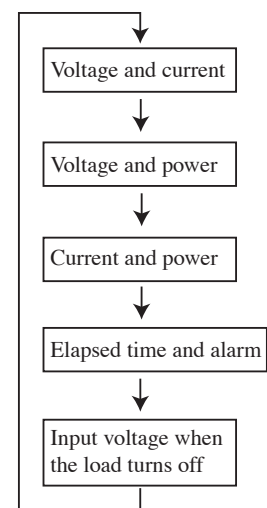 Voltage and current
Voltage and power
Current and power
Elapsed time and alarm
Input voltage when
the load turns off